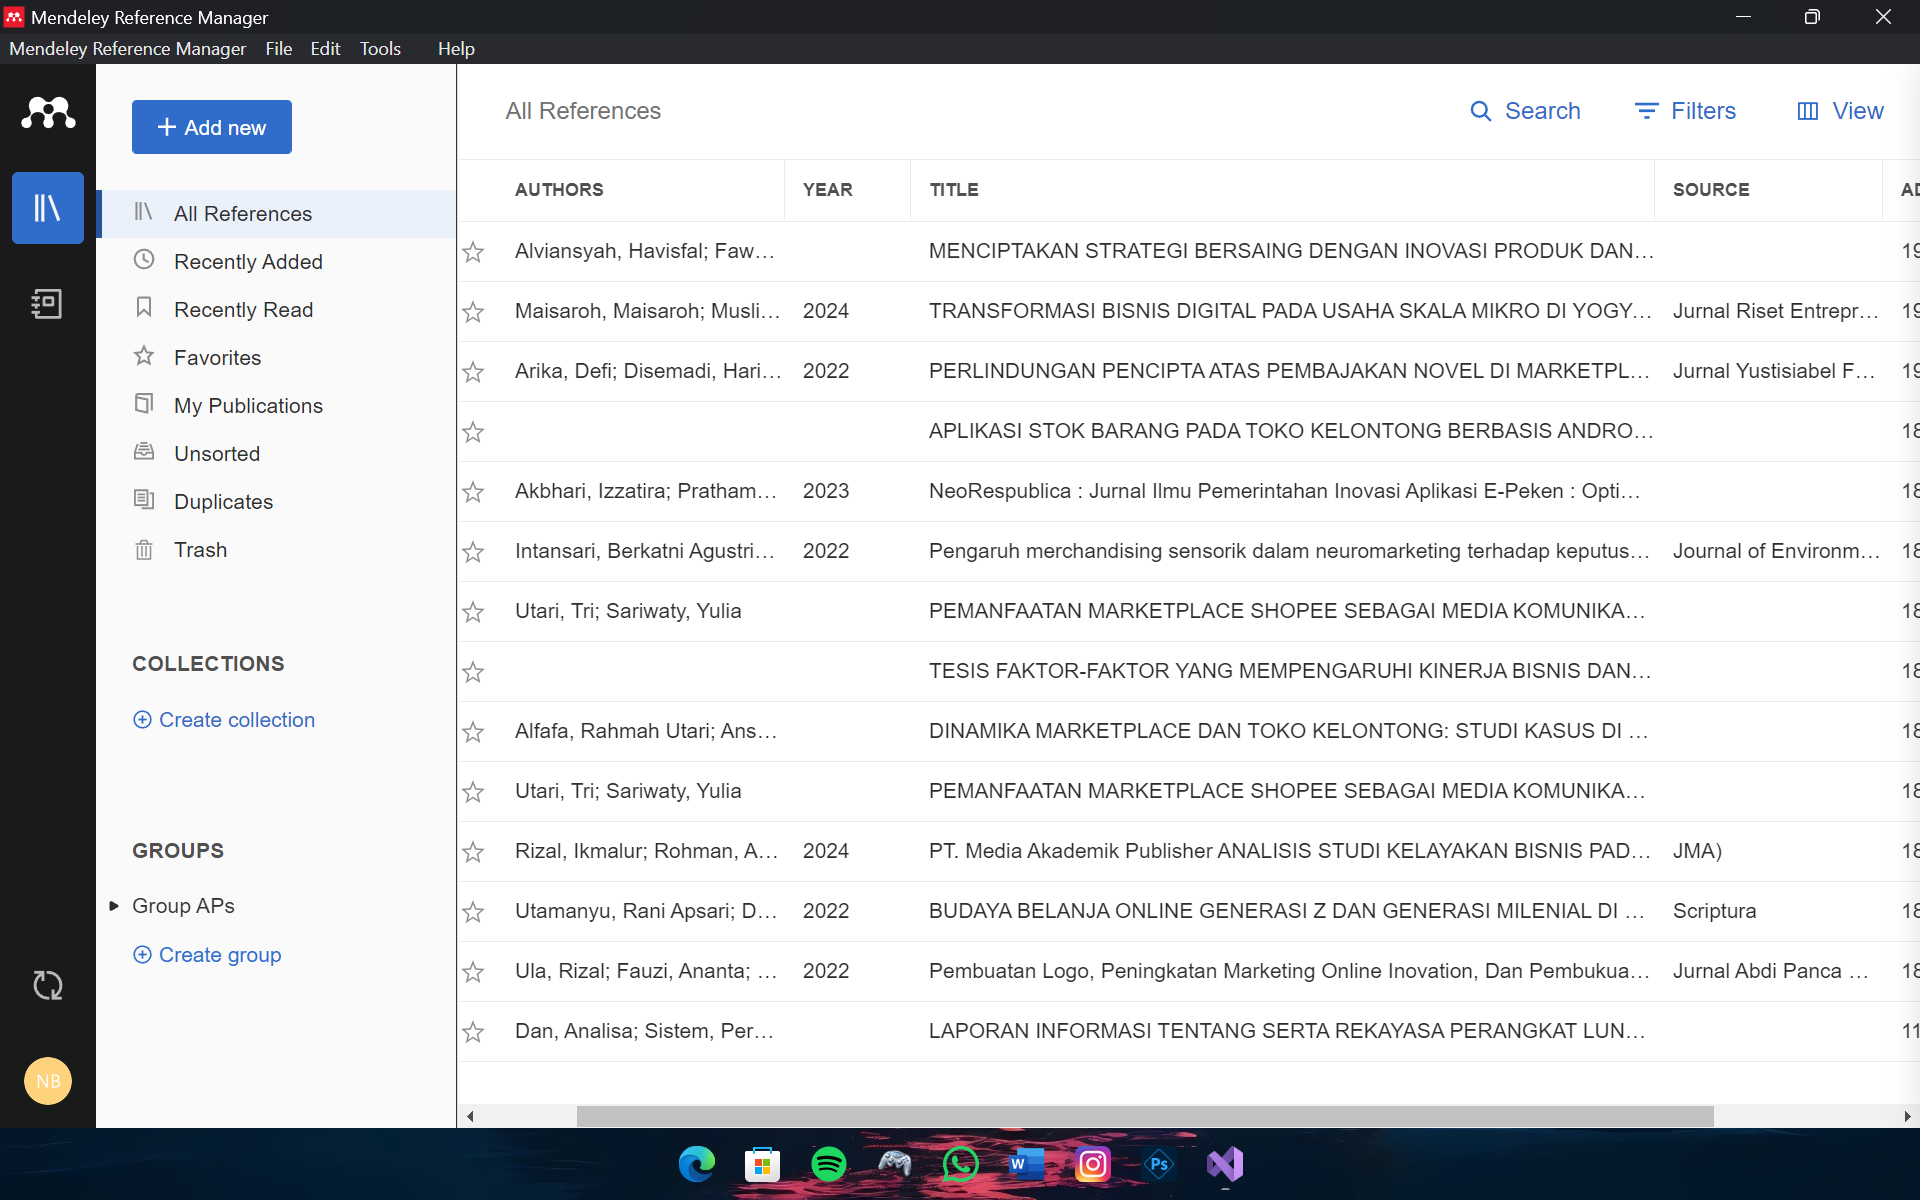 Mendeley Reference Manager
Mendeley Reference Manager File Edit Tools Help
+ Add new
All References
Recently Added
Recently Read
Favorites
My Publications
Unsorted
Duplicates
Trash
COLLECTIONS
Create collection
GROUPS
Group APs
Create group
NB
All References Search Filters View
AUTHORS YEAR TITLE SOURCE AD
Alviansyah, Havisfal; Faw... MENCIPTAKAN STRATEGI BERSAING DENGAN INOVASI PRODUK DAN... 19
Maisaroh, Maisaroh; Musli... 2024 TRANSFORMASI BISNIS DIGITAL PADA USAHA SKALA MIKRO DI YOGY... Jurnal Riset Entrepr... 19
Arika, Defi; Disemadi, Hari... 2022 PERLINDUNGAN PENCIPTA ATAS PEMBAJAKAN NOVEL DI MARKETPL... Jurnal Yustisiabel F... 19
APLIKASI STOK BARANG PADA TOKO KELONTONG BERBASIS ANDRO... 18
Akbhari, Izzatira; Pratham... 2023 NeoRespublica : Jurnal Ilmu Pemerintahan Inovasi Aplikasi E-Peken : Opti... 18
Intansari, Berkatni Agustri... 2022 Pengaruh merchandising sensorik dalam neuromarketing terhadap keputus... Journal of Environm... 18
Utari, Tri; Sariwaty, Yulia PEMANFAATAN MARKETPLACE SHOPEE SEBAGAI MEDIA KOMUNIKA... 18
TESIS FAKTOR-FAKTOR YANG MEMPENGARUHI KINERJA BISNIS DAN... 18
Alfafa, Rahmah Utari; Ans... DINAMIKA MARKETPLACE DAN TOKO KELONTONG: STUDI KASUS DI ... 18
Utari, Tri; Sariwaty, Yulia PEMANFAATAN MARKETPLACE SHOPEE SEBAGAI MEDIA KOMUNIKA... 18
Rizal, Ikmalur; Rohman, A... 2024 PT. Media Akademik Publisher ANALISIS STUDI KELAYAKAN BISNIS PAD... JMA) 18
Utamanyu, Rani Apsari; D... 2022 BUDAYA BELANJA ONLINE GENERASI Z DAN GENERASI MILENIAL DI ... Scriptura 18
Ula, Rizal; Fauzi, Ananta; ... 2022 Pembuatan Logo, Peningkatan Marketing Online Inovation, Dan Pembukua... Jurnal Abdi Panca ... 18
Dan, Analisa; Sistem, Per... LAPORAN INFORMASI TENTANG SERTA REKAYASA PERANGKAT LUN... 11
W Ps